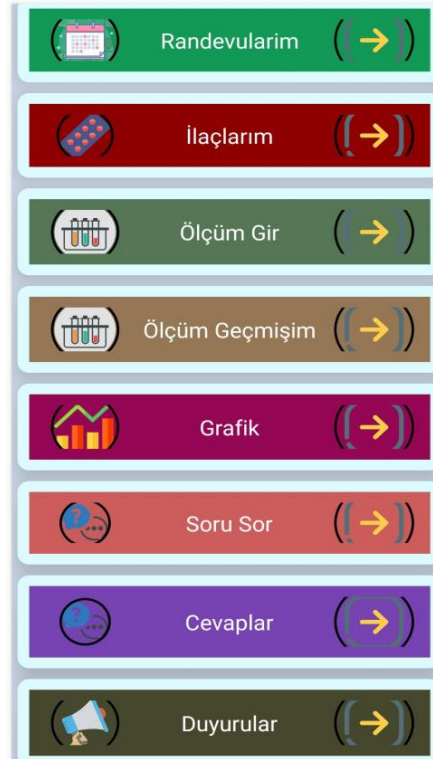 Randevularim
İlaçlarım
Ölçüm Gir
Ölçüm Geçmişim
Grafik
Soru Sor
Cevaplar
Duyurular